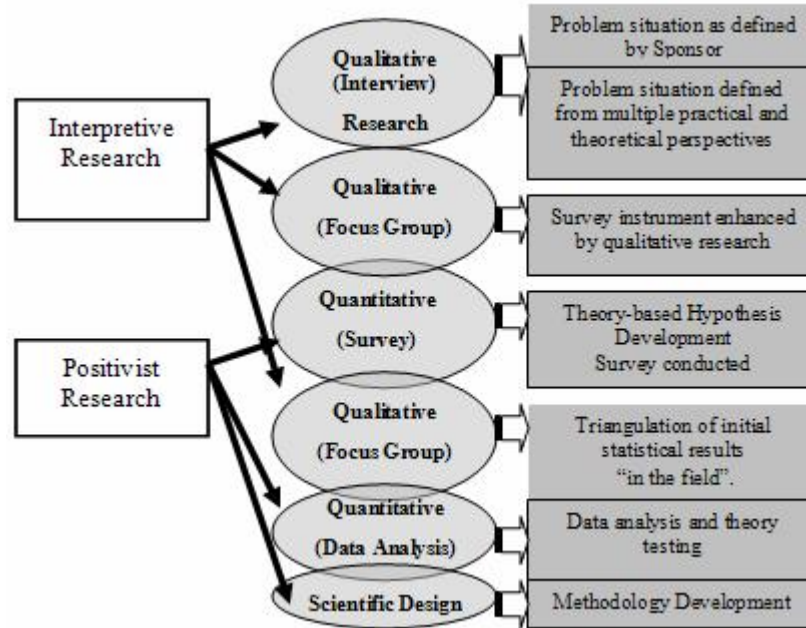 Interpretive
Research
Positivist
Research
Qualitative
(Interview)
Research
Qualitative
(Focus Group)
Quantitative
(Survey)
Qualitative
(Focus Group)
Quantitative
(Data Analysis)
Scientific Design
Problem situation as defined
by Sponsor
Problem situation defined
from multiple practical and
theoretical perspectives
Survey instrument enhanced
by qualitative research
Theory-based Hypothesis
Development
Survey conducted
Triangulation of initial
statistical results
“in the field”.
Data analysis and theory
testing
Methodology Development